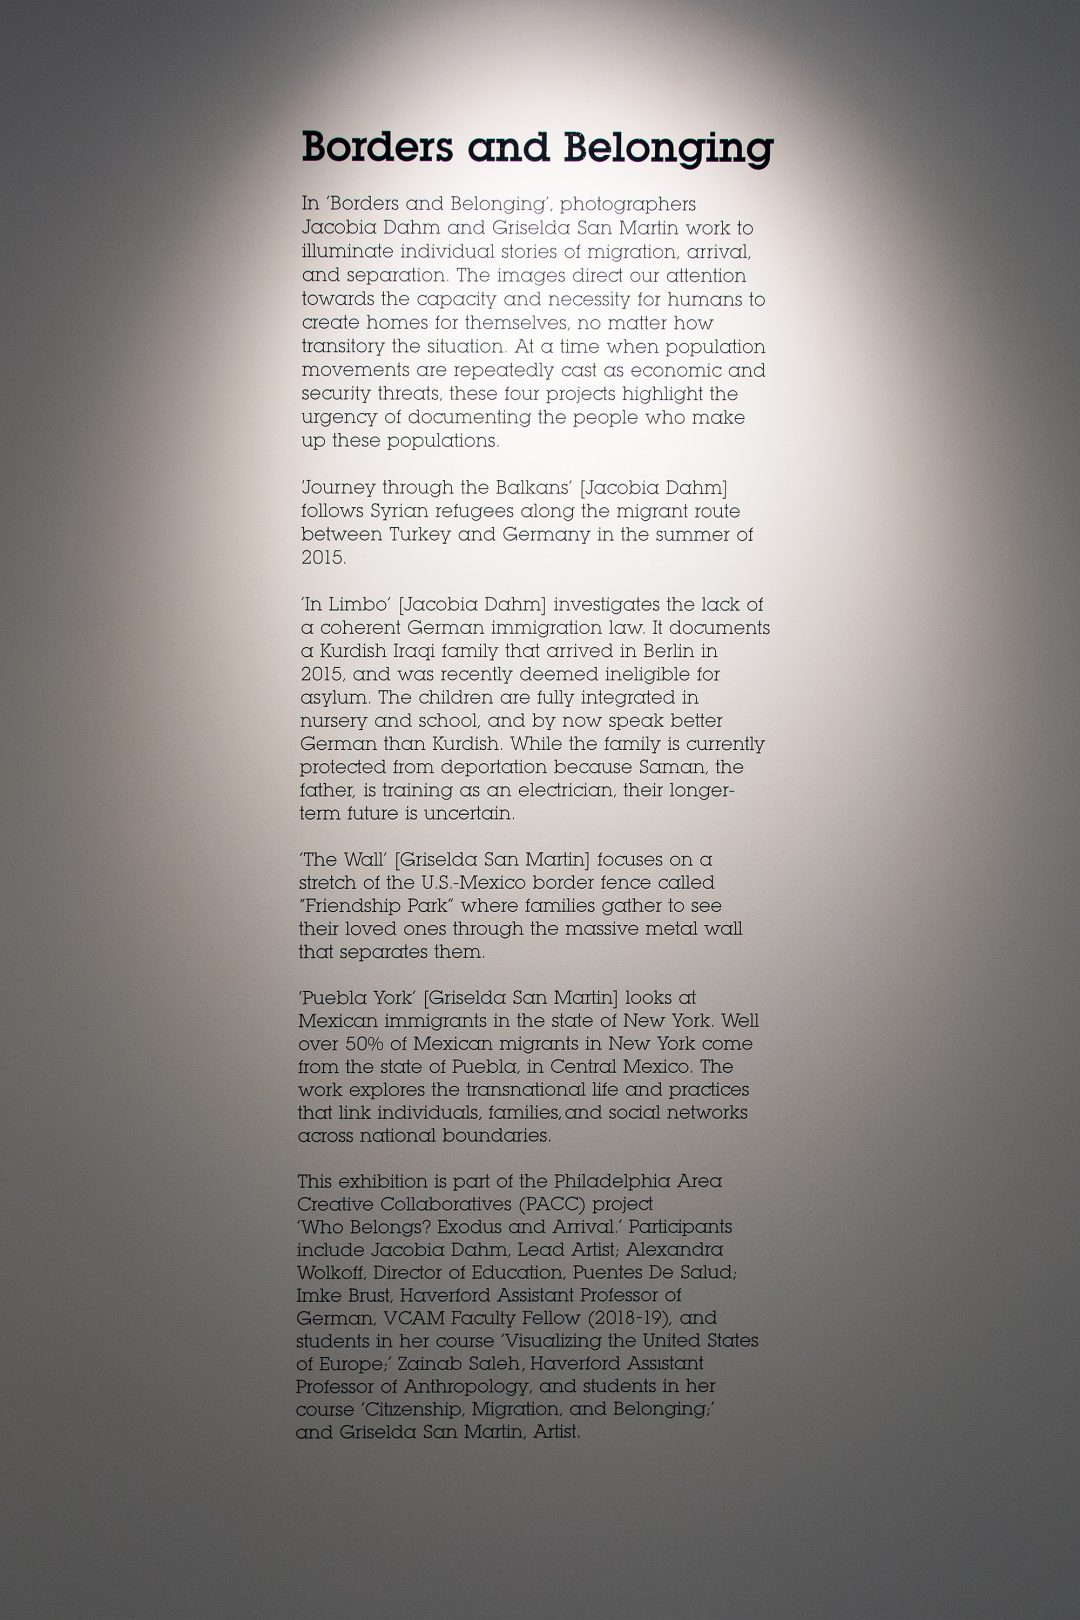 Borders and Belonging
In ‘Borders and Belonging’, photographers
Jacobia Dahm and Griselda San Martin work to
illuminate individual stories of migration, arrival,
and separation. The images direct our attention
towards the capacity and necessity for humans to
create homes for themselves, no matter how
transitory the situation. At a time when population
movements are repeatedly cast as economic and
security threats, these four projects highlight the
urgency of documenting the people who make
up these populations.
‘Journey through the Balkans’ [Jacobia Dahm]
follows Syrian refugees along the migrant route
between Turkey and Germany in the summer of
2015.
‘In Limbo’ [Jacobia Dahm] investigates the lack of
a coherent German immigration law. It documents
a Kurdish Iraqi family that arrived in Berlin in
2015, and was recently deemed ineligible for
asylum. The children are fully integrated in
nursery and school, and by now speak better
German than Kurdish. While the family is currently
protected from deportation because Saman, the
father, is training as an electrician, their longer-
term future is uncertain.
‘The Wall’ [Griselda San Martin] focuses on a
stretch of the U.S.-Mexico border fence called
“Friendship Park” where families gather to see
their loved ones through the massive metal wall
that separates them.
‘Puebla York’ [Griselda San Martin] looks at
Mexican immigrants in the state of New York. Well
over 50% of Mexican migrants in New York come
from the state of Puebla, in Central Mexico. The
work explores the transnational life and practices
that link individuals, families, and social networks
across national boundaries.
This exhibition is part of the Philadelphia Area
Creative Collaboratives (PACC) project
‘Who Belongs? Exodus and Arrival.’ Participants
include Jacobia Dahm, Lead Artist; Alexandra
Wolkoff, Director of Education, Puentes De Salud;
Imke Brust, Haverford Assistant Professor of
German, VCAM Faculty Fellow (2018-19), and
students in her course ‘Visualizing the United States
of Europe;’ Zainab Saleh, Haverford Assistant
Professor of Anthropology, and students in her
course ‘Citizenship, Migration, and Belonging;’
and Griselda San Martin, Artist.